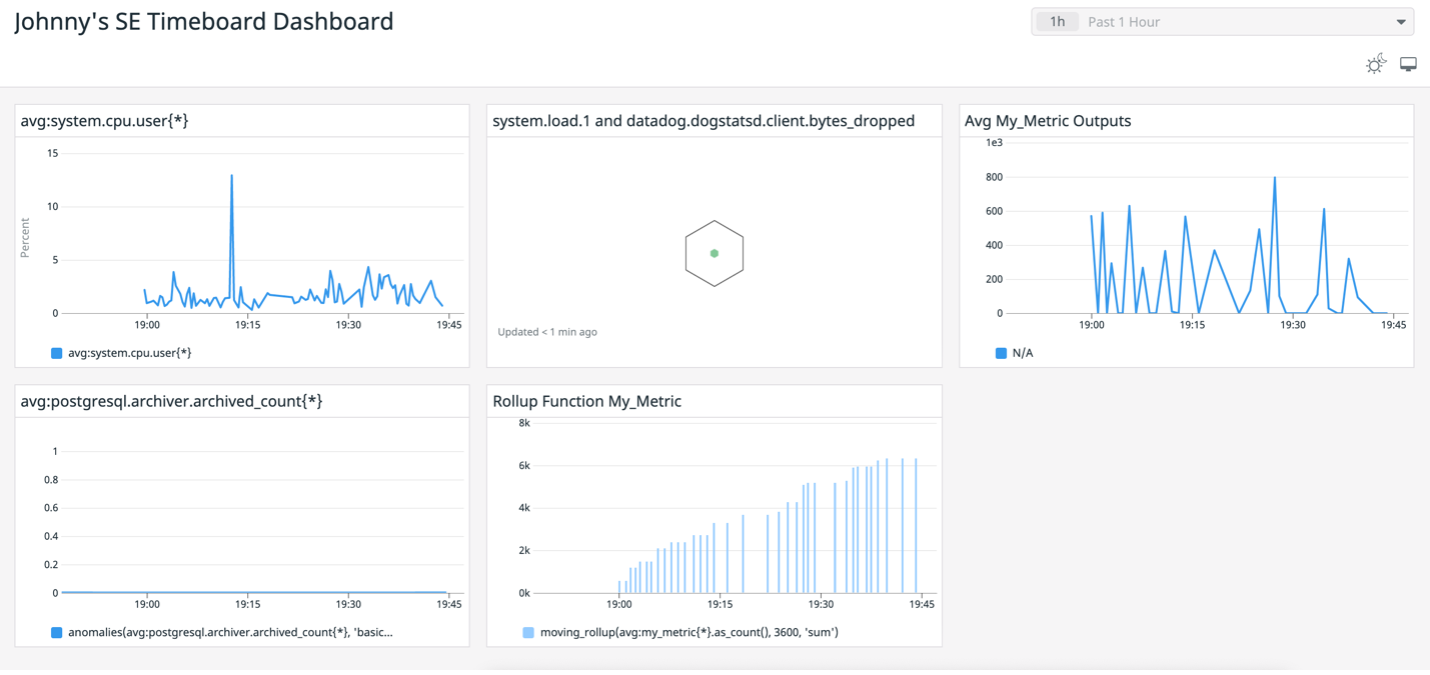 Johnny's SE Timeboard Dashboard
1h Past 1 Hour
avg:system.cpu.user{*}
15
10
5
0
Percent
19:00 19:15 19:30 19:45
avg:system.cpu.user{*}
system.load.1 and datadog.dogstatsd.client.bytes_dropped
Updated < 1 min ago
Avg My_Metric Outputs
1e3
800
600
400
200
0
19:00 19:15 19:30 19:45
N/A
avg:postgresql.archiver.archived_count{*}
1
0.8
0.6
0.4
0.2
0
19:00 19:15 19:30 19:45
anomalies(avg:postgresql.archiver.archived_count{*}, 'basic...
Rollup Function My_Metric
8k
6k
4k
2k
0k
19:00 19:15 19:30 19:45
moving_rollup(avg:my_metric{*}.as_count(), 3600, 'sum')